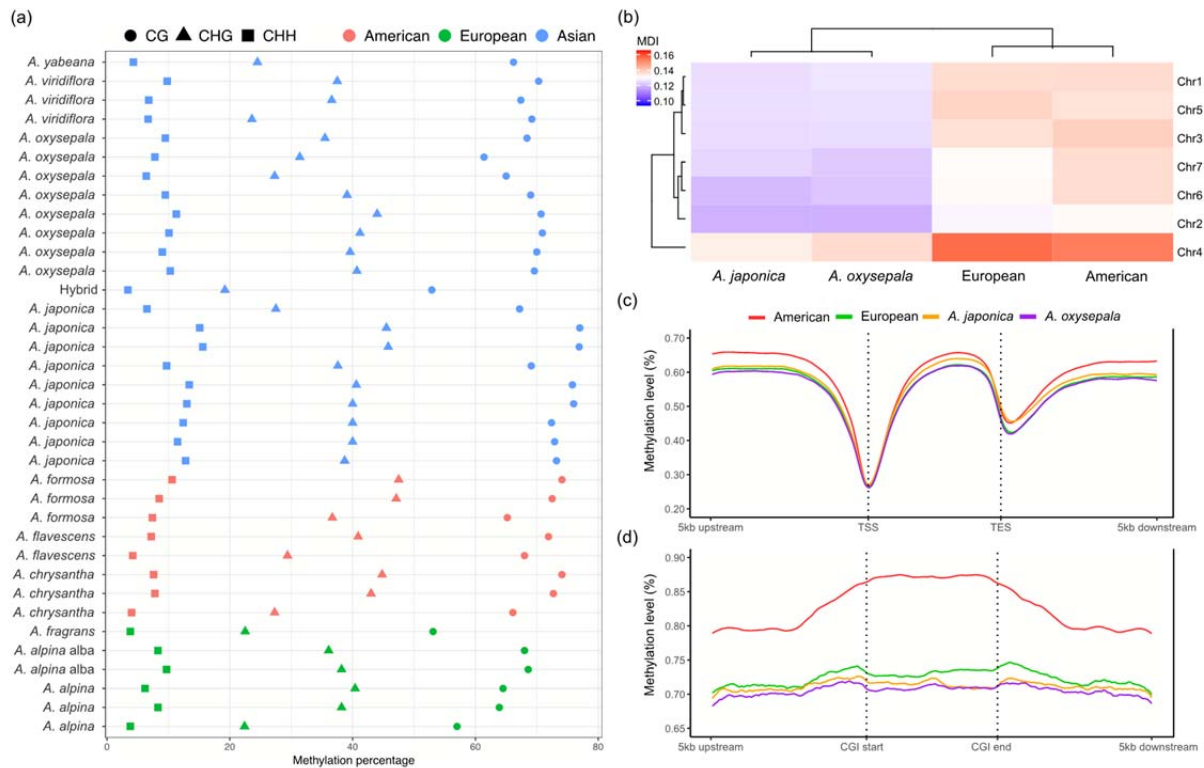 (a)
CG CHG CHH American European Asian
A. yabeana
A. viridiflora
A. viridiflora
A. viridiflora
A. oxysepala
A. oxysepala
A. oxysepala
A. oxysepala
A. oxysepala
A. oxysepala
A. oxysepala
A. oxysepala
Hybrid
A. japonica
A. japonica
A. japonica
A. japonica
A. japonica
A. japonica
A. japonica
A. japonica
A. japonica
A. formosa
A. formosa
A. formosa
A. flavescens
A. flavescens
A. chrysantha
A. chrysantha
A. chrysantha
A. fragrans
A. alpina alba
A. alpina alba
A. alpina
A. alpina
A. alpina
0 20 40 60 80
Methylation percentage
(b)
MDI
0.16
0.14
0.12
0.10
Chr1
Chr5
Chr3
Chr7
Chr6
Chr2
Chr4
A. japonica A. oxysepala European American
(c)
American European A. japonica A. oxysepala
Methylation level (%)
0.70
0.60
0.50
0.40
0.30
0.20
5kb upstream TSS TES 5kb downstream
(d)
Methylation level (%)
0.90
0.85
0.80
0.75
0.70
0.65
5kb upstream CGI start CGI end 5kb downstream